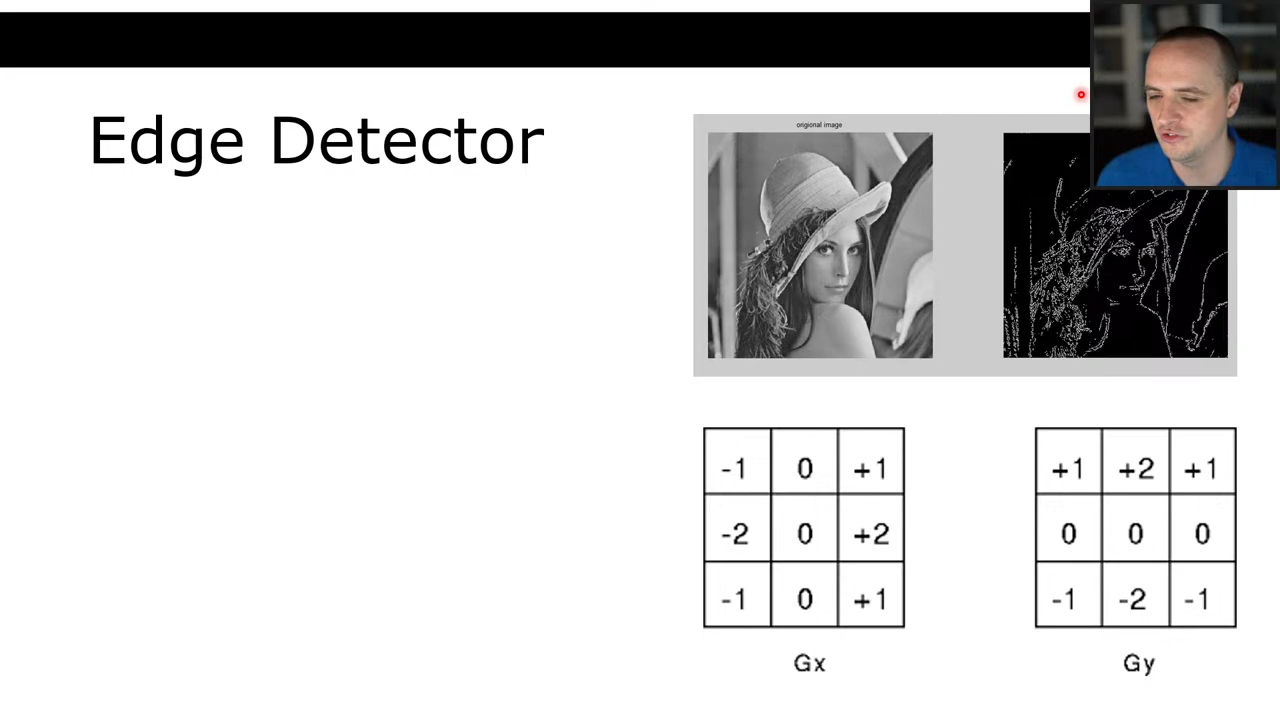 Edge Detector
origional image
-1 0 +1
-2 0 +2
-1 0 +1
Gx
+1 +2 +1
0 0 0
-1 -2 -1
Gy